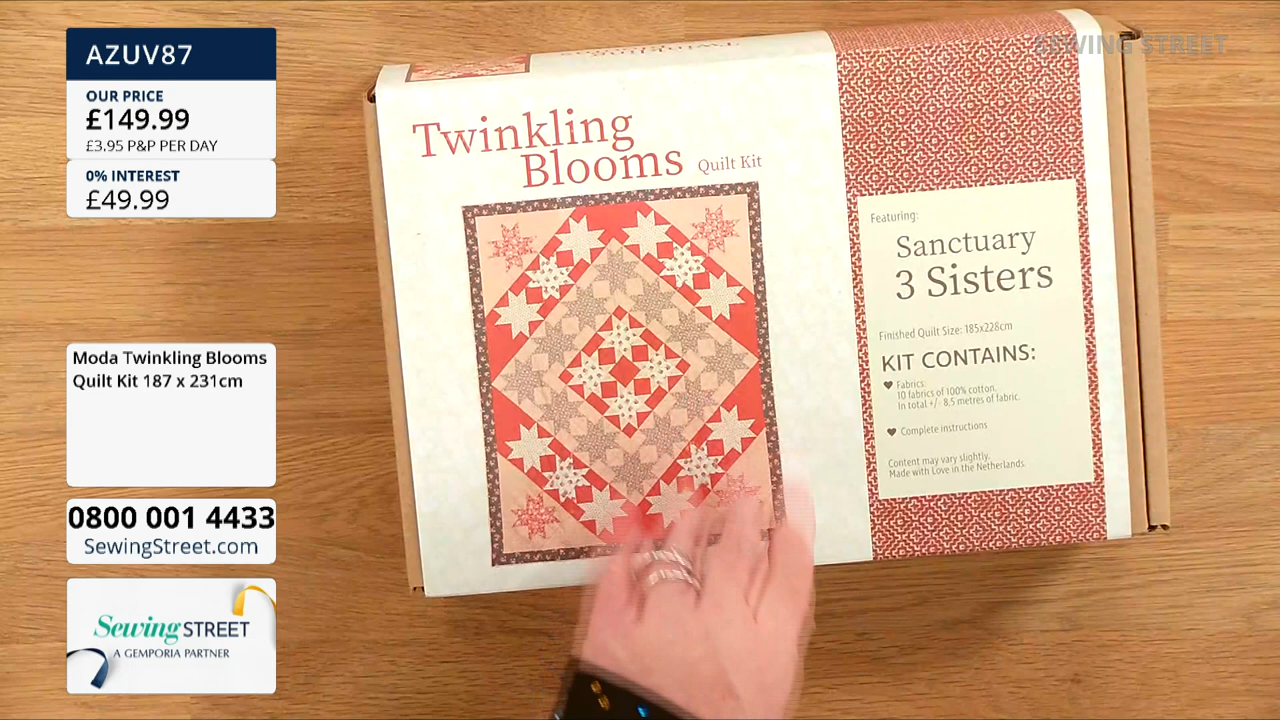 AZUV87
OUR PRICE
£149.99
£3.95 P&P PER DAY
0% INTEREST
£49.99
Moda Twinkling Blooms
Quilt Kit 187 x 231cm
0800 001 4433
SewingStreet.com
Sewing STREET
A GEMPORIA PARTNER
SEWING STREET
Twinkling
Blooms Quilt Kit
Featuring:
Sanctuary
3 Sisters
Finished Quilt Size: 185x228cm
KIT CONTAINS:
Fabrics:
10 fabrics of 100% cotton.
In total +/- 8,5 metres of fabric.
Complete instructions
Content may vary slightly.
Made with Love in the Netherlands.